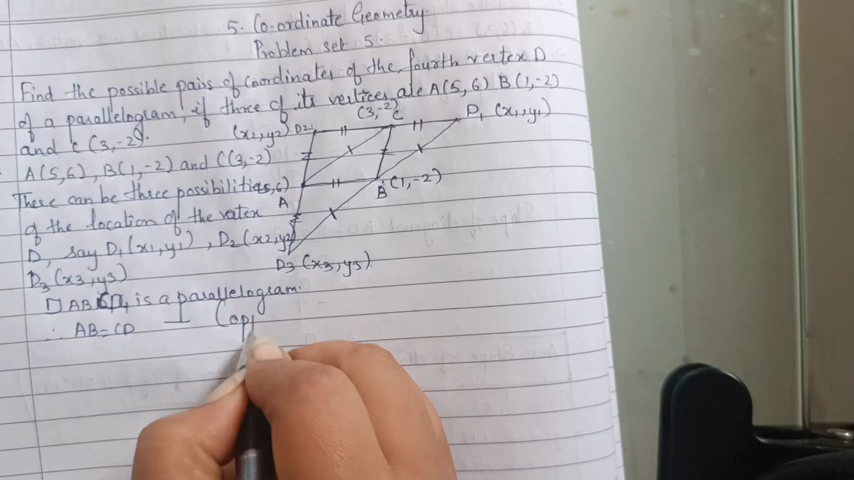 5. Co-ordinate Geometry.
Problem set 5.
Find the possible pairs of coordinates of the fourth vertex D
of a parallelogram, if three of its vertices are A(5,6) B(1,-2)
and C(3,-2).
A(5,6), B(1,-2) and C(3,-2)
There can be three possibilities
of the location of the vertex
D, say D1(x1,y1), D2(x2,y2)
D3(x3,y3)
(x2,y2) D2
(3,-2)
C
D1 (x1,y1)
(5,6)
A
B (1,-2)
D3 (x3,y3).
is a parallelogram.
∴ AB = CD — (opp